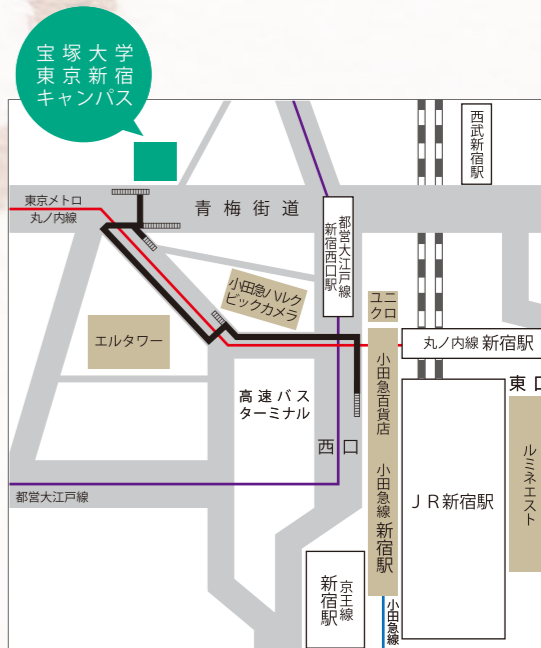 宝塚大学
東京新宿
キャンパス
西武新宿駅
東京メトロ
丸ノ内線
青梅街道
都営大江戸線
新宿西口駅
小田急ハルク
ビックカメラ
ユニ
クロ
エルタワー
丸ノ内線 新宿駅
小田急百貨店
高速バス
ターミナル
東口
西口
ルミネエスト
小田急線 新宿駅
JR新宿駅
都営大江戸線
京王線
新宿駅
小田急線